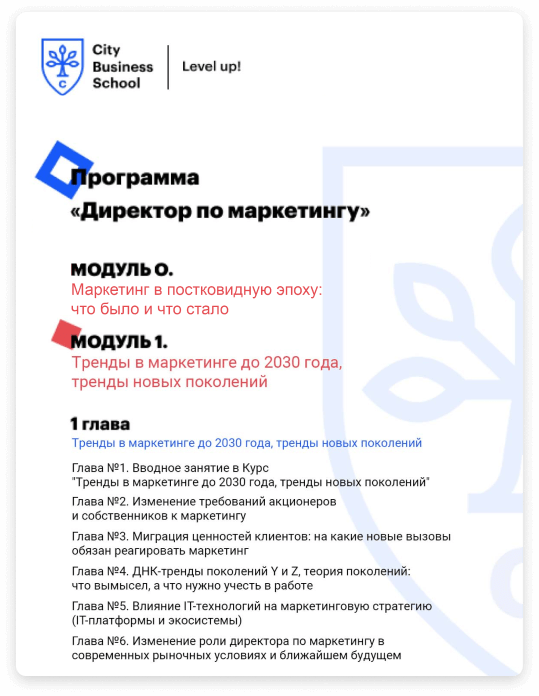 City
Business
School
Level up!
C
Программа
«Директор по маркетингу»
МОДУЛЬ 0.
Маркетинг в постковидную эпоху:
что было и что стало
МОДУЛЬ 1.
Тренды в маркетинге до 2030 года,
тренды новых поколений
1 глава
Тренды в маркетинге до 2030 года, тренды новых поколений
Глава №1. Вводное занятие в Курс
"Тренды в маркетинге до 2030 года, тренды новых поколений"
Глава №2. Изменение требований акционеров
и собственников к маркетингу
Глава №3. Миграция ценностей клиентов: на какие новые вызовы
обязан реагировать маркетинг
Глава №4. ДНК-тренды поколений Y и Z, теория поколений:
что вымысел, а что нужно учесть в работе
Глава №5. Влияние IT-технологий на маркетинговую стратегию
(IT-платформы и экосистемы)
Глава №6. Изменение роли директора по маркетингу в
современных рыночных условиях и ближайшем будущем